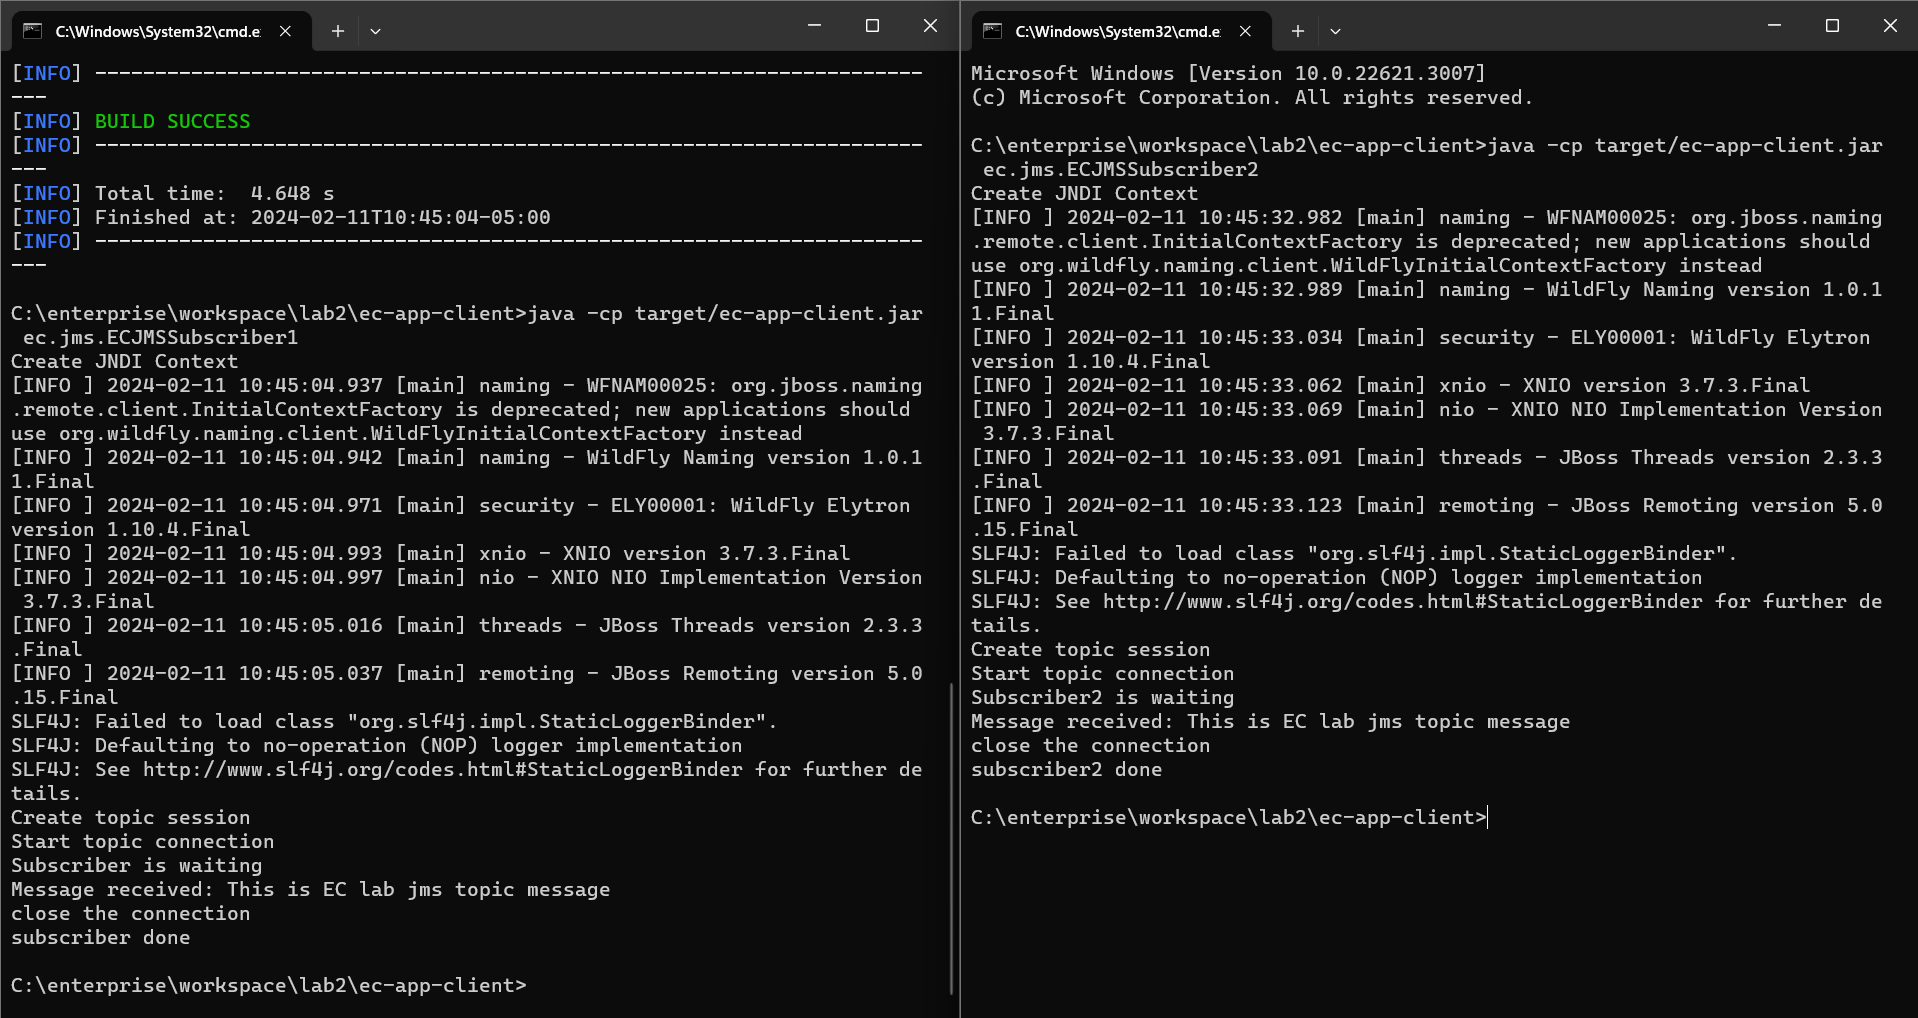 C:\Windows\System32\cmd.e
[INFO] ---------------------------------------------------------------------
---
[INFO] BUILD SUCCESS
[INFO] ---------------------------------------------------------------------
---
[INFO] Total time:  4.648 s
[INFO] Finished at: 2024-02-11T10:45:04-05:00
[INFO] ---------------------------------------------------------------------
---
C:\enterprise\workspace\lab2\ec-app-client>java -cp target/ec-app-client.jar
 ec.jms.ECJMSSubscriber1
Create JNDI Context
[INFO ] 2024-02-11 10:45:04.937 [main] naming - WFNAM00025: org.jboss.naming
.remote.client.InitialContextFactory is deprecated; new applications should
use org.wildfly.naming.client.WildFlyInitialContextFactory instead
[INFO ] 2024-02-11 10:45:04.942 [main] naming - WildFly Naming version 1.0.1
1.Final
[INFO ] 2024-02-11 10:45:04.971 [main] security - ELY00001: WildFly Elytron
version 1.10.4.Final
[INFO ] 2024-02-11 10:45:04.993 [main] xnio - XNIO version 3.7.3.Final
[INFO ] 2024-02-11 10:45:04.997 [main] nio - XNIO NIO Implementation Version
 3.7.3.Final
[INFO ] 2024-02-11 10:45:05.016 [main] threads - JBoss Threads version 2.3.3
.Final
[INFO ] 2024-02-11 10:45:05.037 [main] remoting - JBoss Remoting version 5.0
.15.Final
SLF4J: Failed to load class "org.slf4j.impl.StaticLoggerBinder".
SLF4J: Defaulting to no-operation (NOP) logger implementation
SLF4J: See http://www.slf4j.org/codes.html#StaticLoggerBinder for further de
tails.
Create topic session
Start topic connection
Subscriber is waiting
Message received: This is EC lab jms topic message
close the connection
subscriber done
C:\enterprise\workspace\lab2\ec-app-client>
C:\Windows\System32\cmd.e
Microsoft Windows [Version 10.0.22621.3007]
(c) Microsoft Corporation. All rights reserved.
C:\enterprise\workspace\lab2\ec-app-client>java -cp target/ec-app-client.jar
 ec.jms.ECJMSSubscriber2
Create JNDI Context
[INFO ] 2024-02-11 10:45:32.982 [main] naming - WFNAM00025: org.jboss.naming
.remote.client.InitialContextFactory is deprecated; new applications should
use org.wildfly.naming.client.WildFlyInitialContextFactory instead
[INFO ] 2024-02-11 10:45:32.989 [main] naming - WildFly Naming version 1.0.1
1.Final
[INFO ] 2024-02-11 10:45:33.034 [main] security - ELY00001: WildFly Elytron
version 1.10.4.Final
[INFO ] 2024-02-11 10:45:33.062 [main] xnio - XNIO version 3.7.3.Final
[INFO ] 2024-02-11 10:45:33.069 [main] nio - XNIO NIO Implementation Version
 3.7.3.Final
[INFO ] 2024-02-11 10:45:33.091 [main] threads - JBoss Threads version 2.3.3
.Final
[INFO ] 2024-02-11 10:45:33.123 [main] remoting - JBoss Remoting version 5.0
.15.Final
SLF4J: Failed to load class "org.slf4j.impl.StaticLoggerBinder".
SLF4J: Defaulting to no-operation (NOP) logger implementation
SLF4J: See http://www.slf4j.org/codes.html#StaticLoggerBinder for further de
tails.
Create topic session
Start topic connection
Subscriber2 is waiting
Message received: This is EC lab jms topic message
close the connection
subscriber2 done
C:\enterprise\workspace\lab2\ec-app-client>